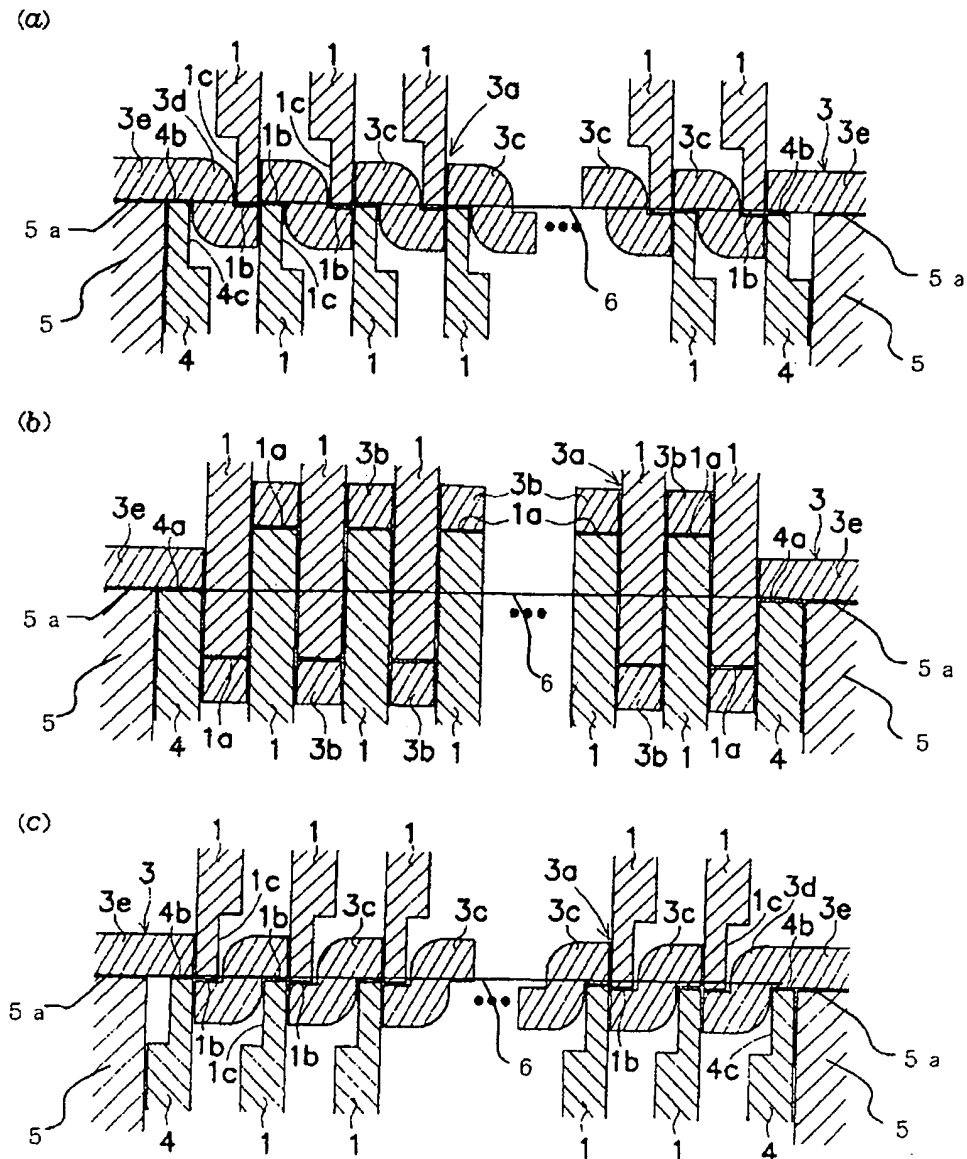 (a)
1 1 1 1 1
1c 1c 3a
3d 3
3e 4b 1b 1b 3c 3c 3c 4b 3e
5 a 1b 1b 1b 5 a
4c 1c
5 6 5
4 1 1 1 1 4
(b)
1 1 1 1 1
1a 3b 3a 3b 1a
3b
3e 4a 1a 4a 3 3e
5 a 5 a
6
5 4 1a 1 3b 1 3b 1 1 3b 1 1a 4 5
(c)
1 1 1 1 1
3 1c 3a 1c 3d
3e 4b 1b 3c 3c 3c 3c 4b 3e
5 a 1b 1b 1b 5 a
1c 6 4c
5 4 1 1 1 1 4 5